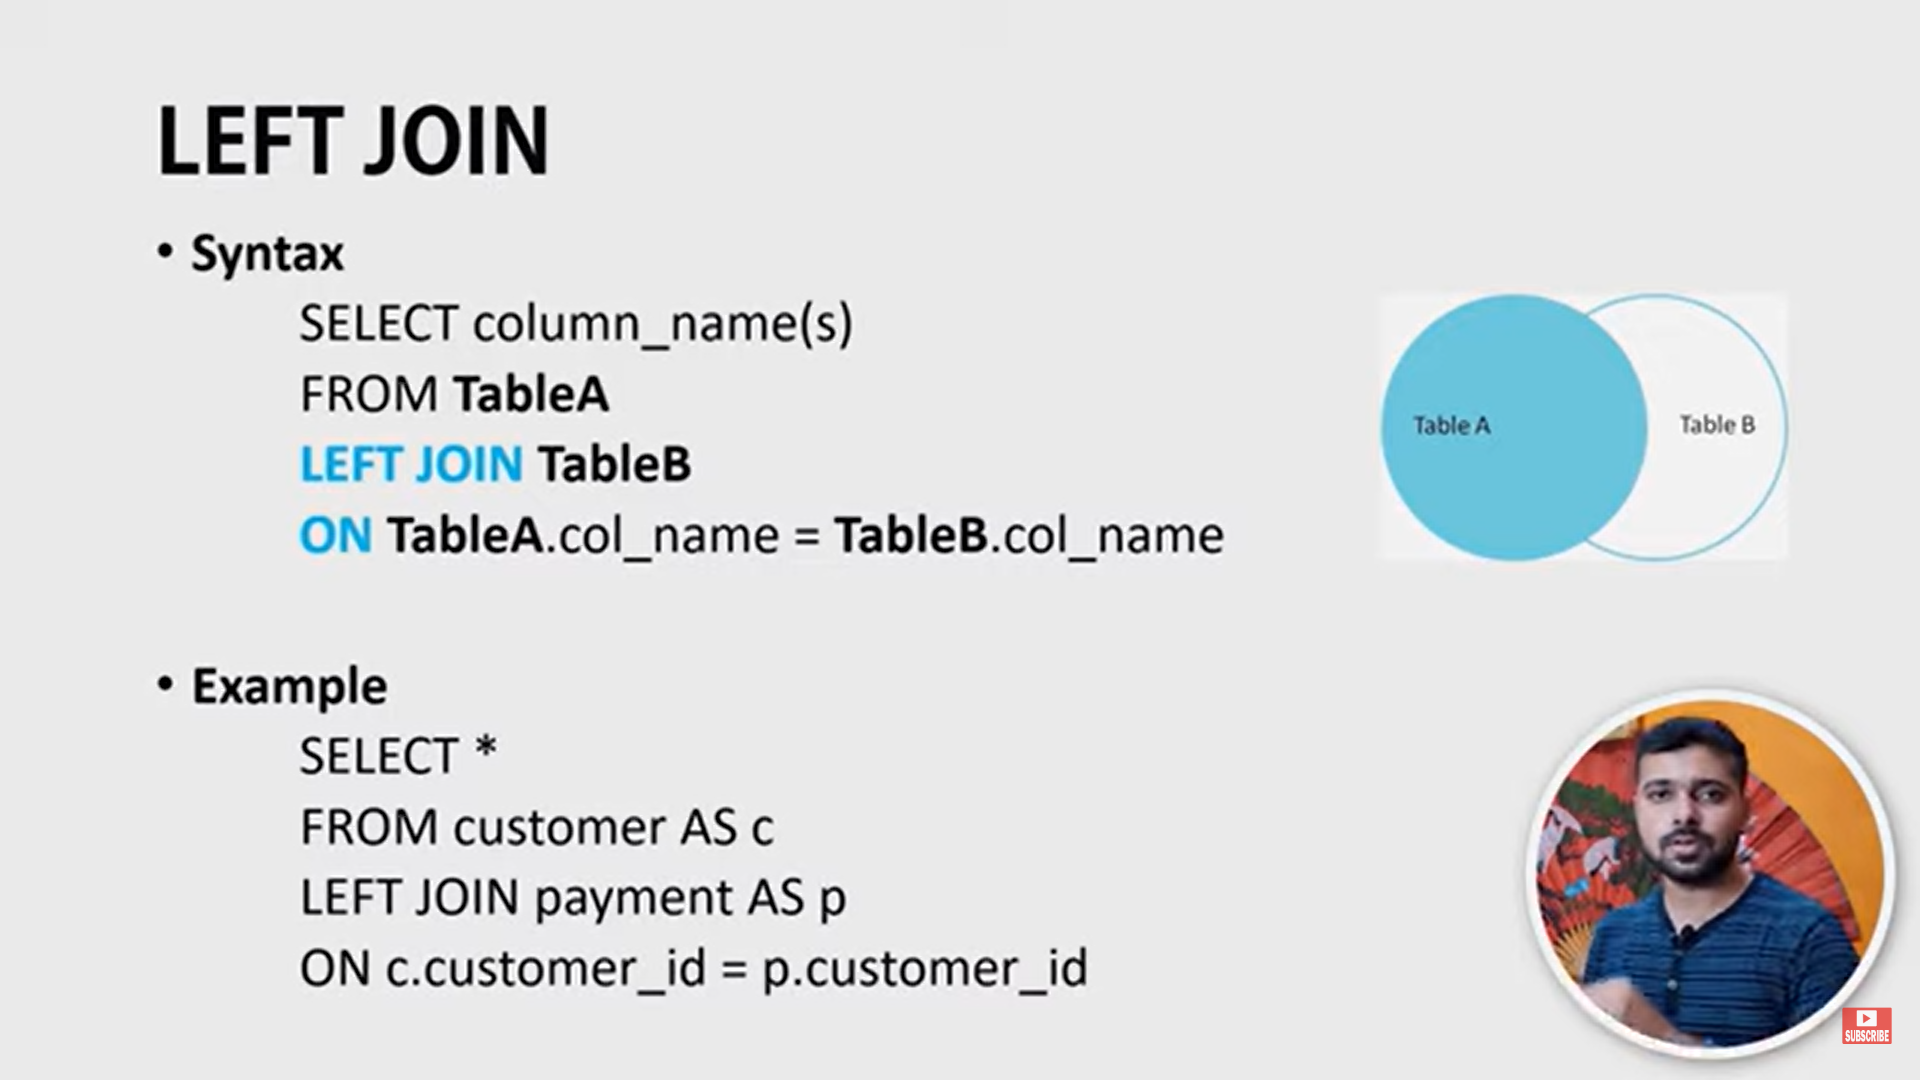 LEFT JOIN
• Syntax
SELECT column_name(s)
FROM TableA
LEFT JOIN TableB
ON TableA.col_name = TableB.col_name
Table A
Table B
• Example
SELECT *
FROM customer AS c
LEFT JOIN payment AS p
ON c.customer_id = p.customer_id
SUBSCRIBE